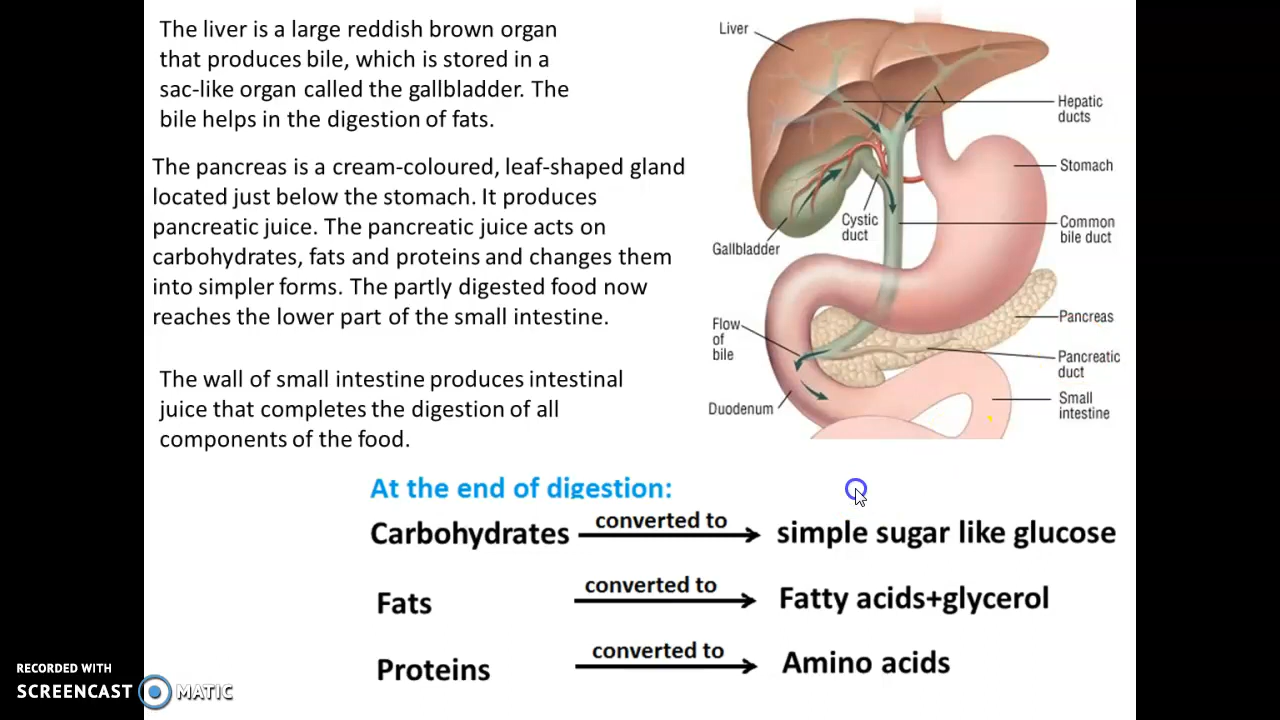 The liver is a large reddish brown organ
that produces bile, which is stored in a
sac-like organ called the gallbladder. The
bile helps in the digestion of fats.
The pancreas is a cream-coloured, leaf-shaped gland
located just below the stomach. It produces
pancreatic juice. The pancreatic juice acts on
carbohydrates, fats and proteins and changes them
into simpler forms. The partly digested food now
reaches the lower part of the small intestine.
The wall of small intestine produces intestinal
juice that completes the digestion of all
components of the food.
Liver
Hepatic
ducts
Stomach
Cystic
duct
Common
bile duct
Gallbladder
Flow
of
bile
Pancreas
Pancreatic
duct
Duodenum
Small
intestine
At the end of digestion:
Carbohydrates converted to simple sugar like glucose
Fats converted to Fatty acids+glycerol
Proteins converted to Amino acids
RECORDED WITH
SCREENCAST MATIC